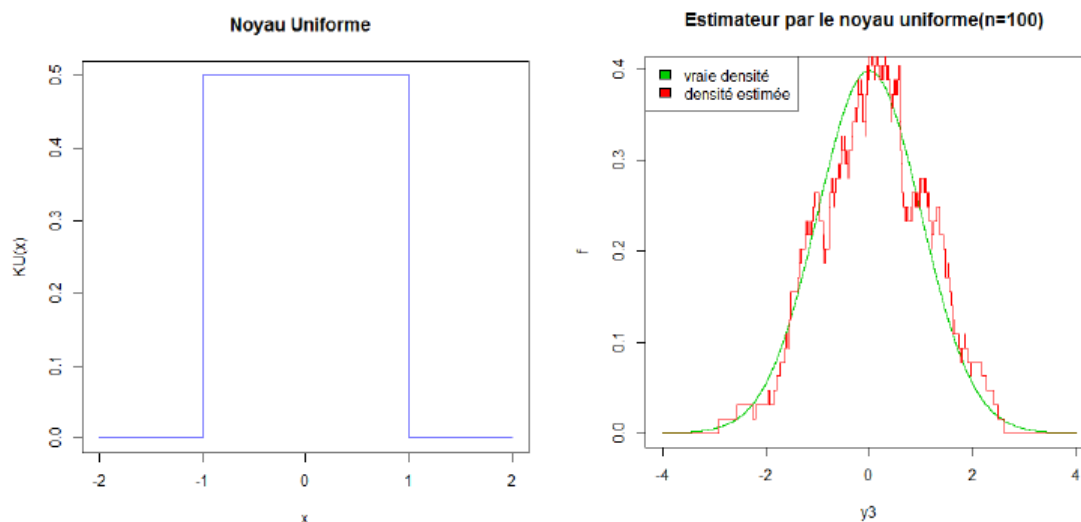 Noyau Uniforme
KU(x)
0.5
0.4
0.3
0.2
0.1
0.0
-2 -1 0 1 2
x
Estimateur par le noyau uniforme(n=100)
vraie densité
densité estimée
f
0.4
0.3
0.2
0.1
0.0
-4 -2 0 2 4
y3